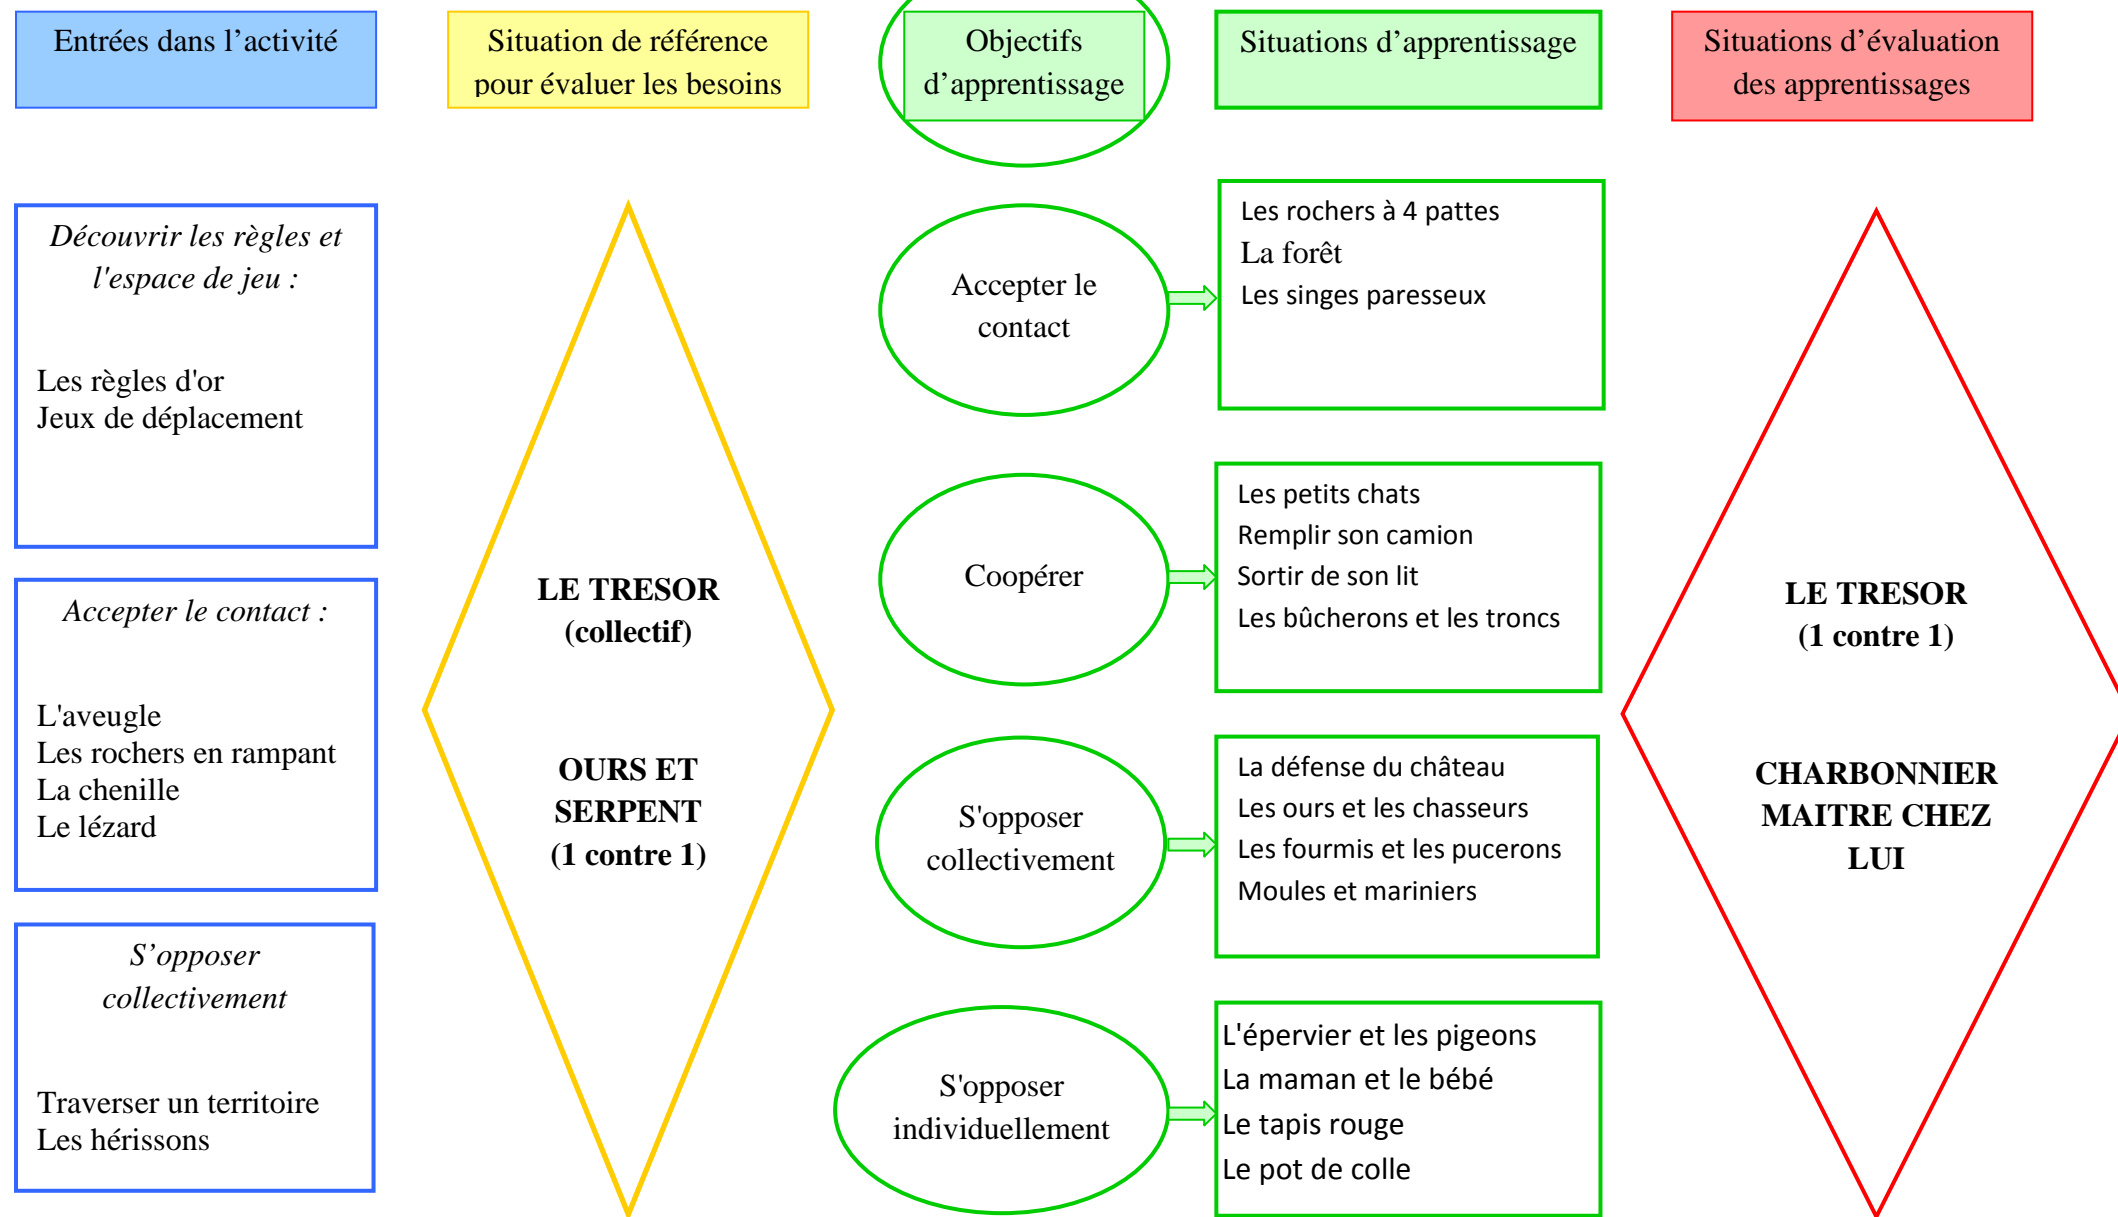 Entrées dans l’activité
Situation de référence
pour évaluer les besoins
Objectifs
d’apprentissage
Situations d’apprentissage
Situations d’évaluation
des apprentissages
Découvrir les règles et
l'espace de jeu :
Les règles d'or
Jeux de déplacement
Accepter le contact :
L'aveugle
Les rochers en rampant
La chenille
Le lézard
S’opposer
collectivement
Traverser un territoire
Les hérissons
LE TRESOR
(collectif)
OURS ET
SERPENT
(1 contre 1)
Accepter le
contact
Les rochers à 4 pattes
La forêt
Les singes paresseux
Coopérer
Les petits chats
Remplir son camion
Sortir de son lit
Les bûcherons et les troncs
S'opposer
collectivement
La défense du château
Les ours et les chasseurs
Les fourmis et les pucerons
Moules et mariniers
S'opposer
individuellement
L'épervier et les pigeons
La maman et le bébé
Le tapis rouge
Le pot de colle
LE TRESOR
(1 contre 1)
CHARBONNIER
MAITRE CHEZ
LUI